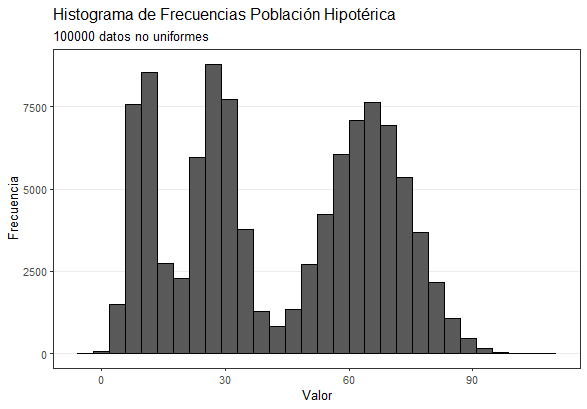 Histograma de Frecuencias Población Hipotérica
100000 datos no uniformes
7500
5000
2500
0
Frecuencia
0 30 60 90
Valor